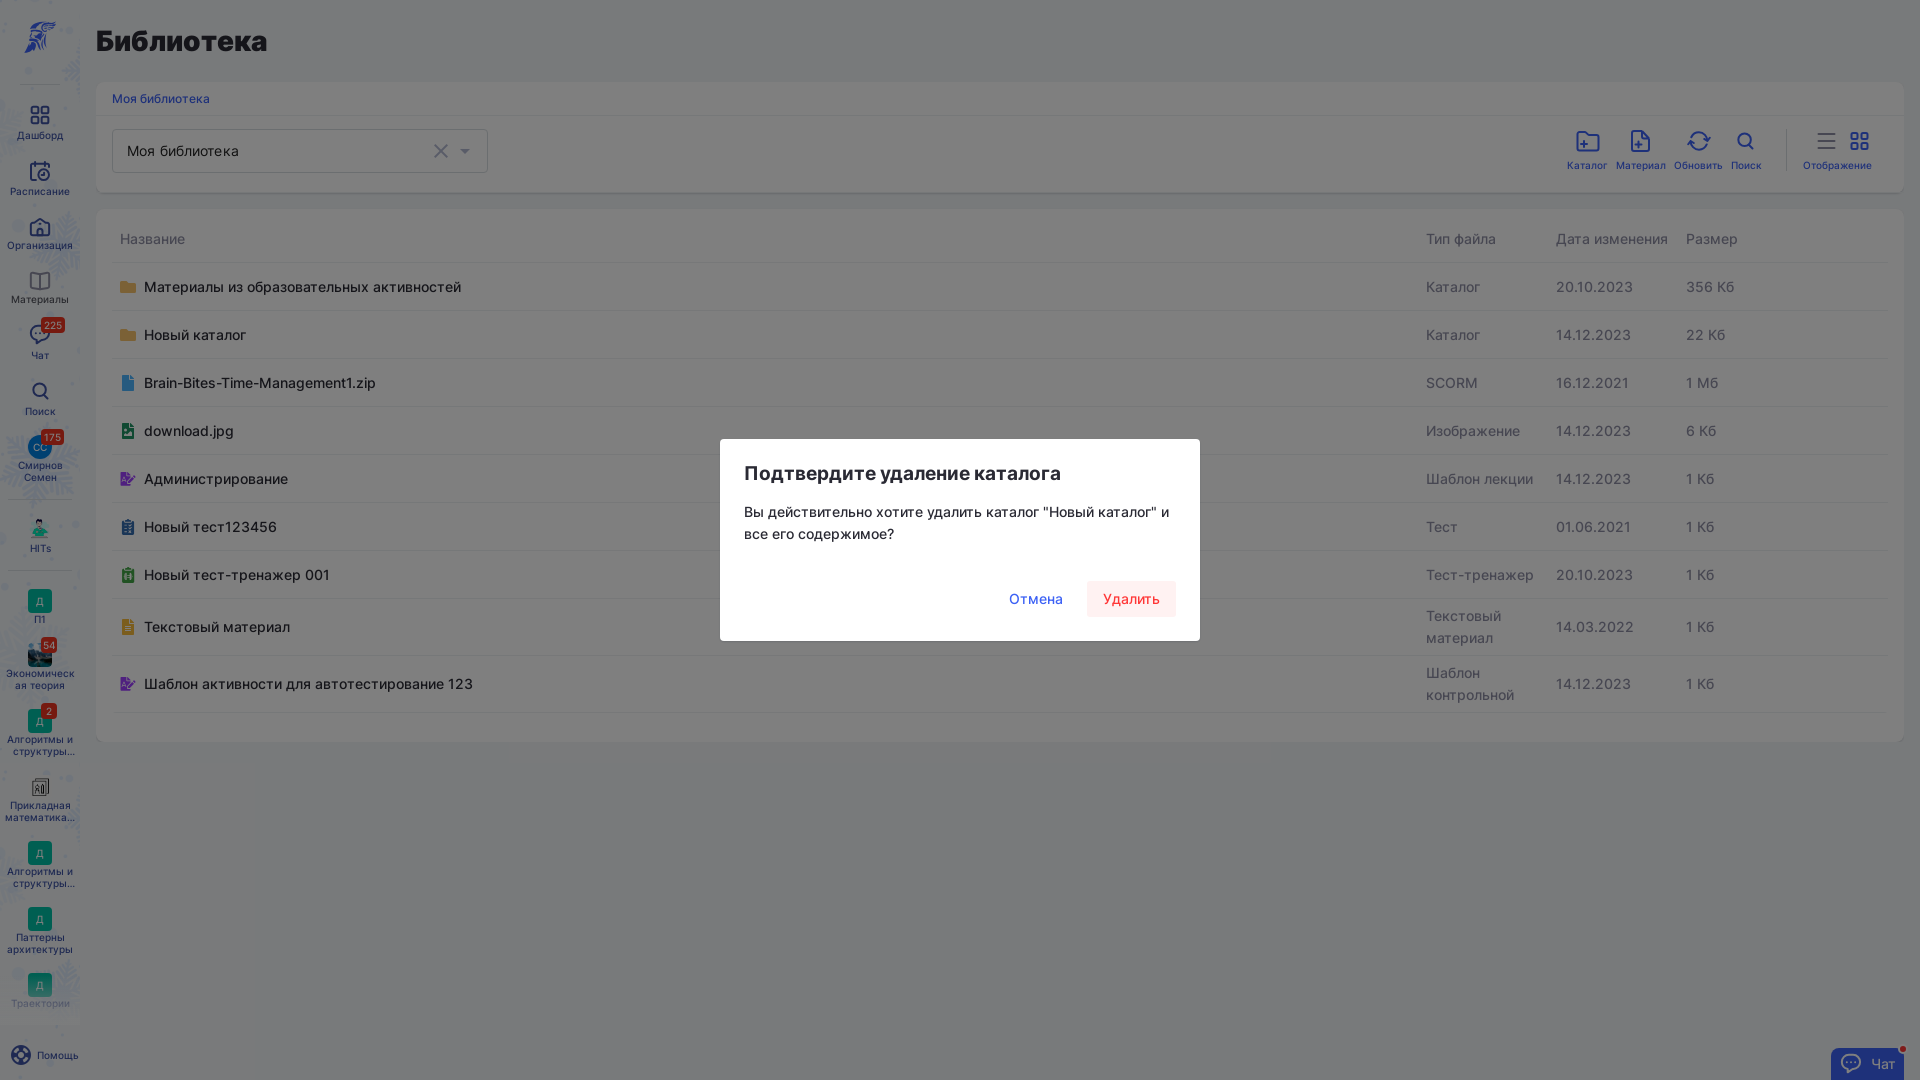 Библиотека
Моя библиотека
Моя библиотека
Каталог
Материал
Обновить
Поиск
Отображение
Дашборд
Расписание
Организация
Материалы
225
Чат
Поиск
175
СС
Смирнов
Семен
HITs
Д
П1
54
Экономическ
ая теория
2
Д
Алгоритмы и
структуры...
Прикладная
математика...
Д
Алгоритмы и
структуры...
Д
Паттерны
архитектуры
Д
Траектории
Помощь
Название Тип файла Дата изменения Размер
Материалы из образовательных активностей Каталог 20.10.2023 356 Кб
Новый каталог Каталог 14.12.2023 22 Кб
Brain-Bites-Time-Management1.zip SCORM 16.12.2021 1 Мб
download.jpg Изображение 14.12.2023 6 Кб
Администрирование Шаблон лекции 14.12.2023 1 Кб
Новый тест123456 Тест 01.06.2021 1 Кб
Новый тест-тренажер 001 Тест-тренажер 20.10.2023 1 Кб
Текстовый материал Текстовый
материал 14.03.2022 1 Кб
Шаблон активности для автотестирование 123 Шаблон
контрольной 14.12.2023 1 Кб
Подтвердите удаление каталога
Вы действительно хотите удалить каталог "Новый каталог" и
все его содержимое?
Отмена
Удалить
Чат